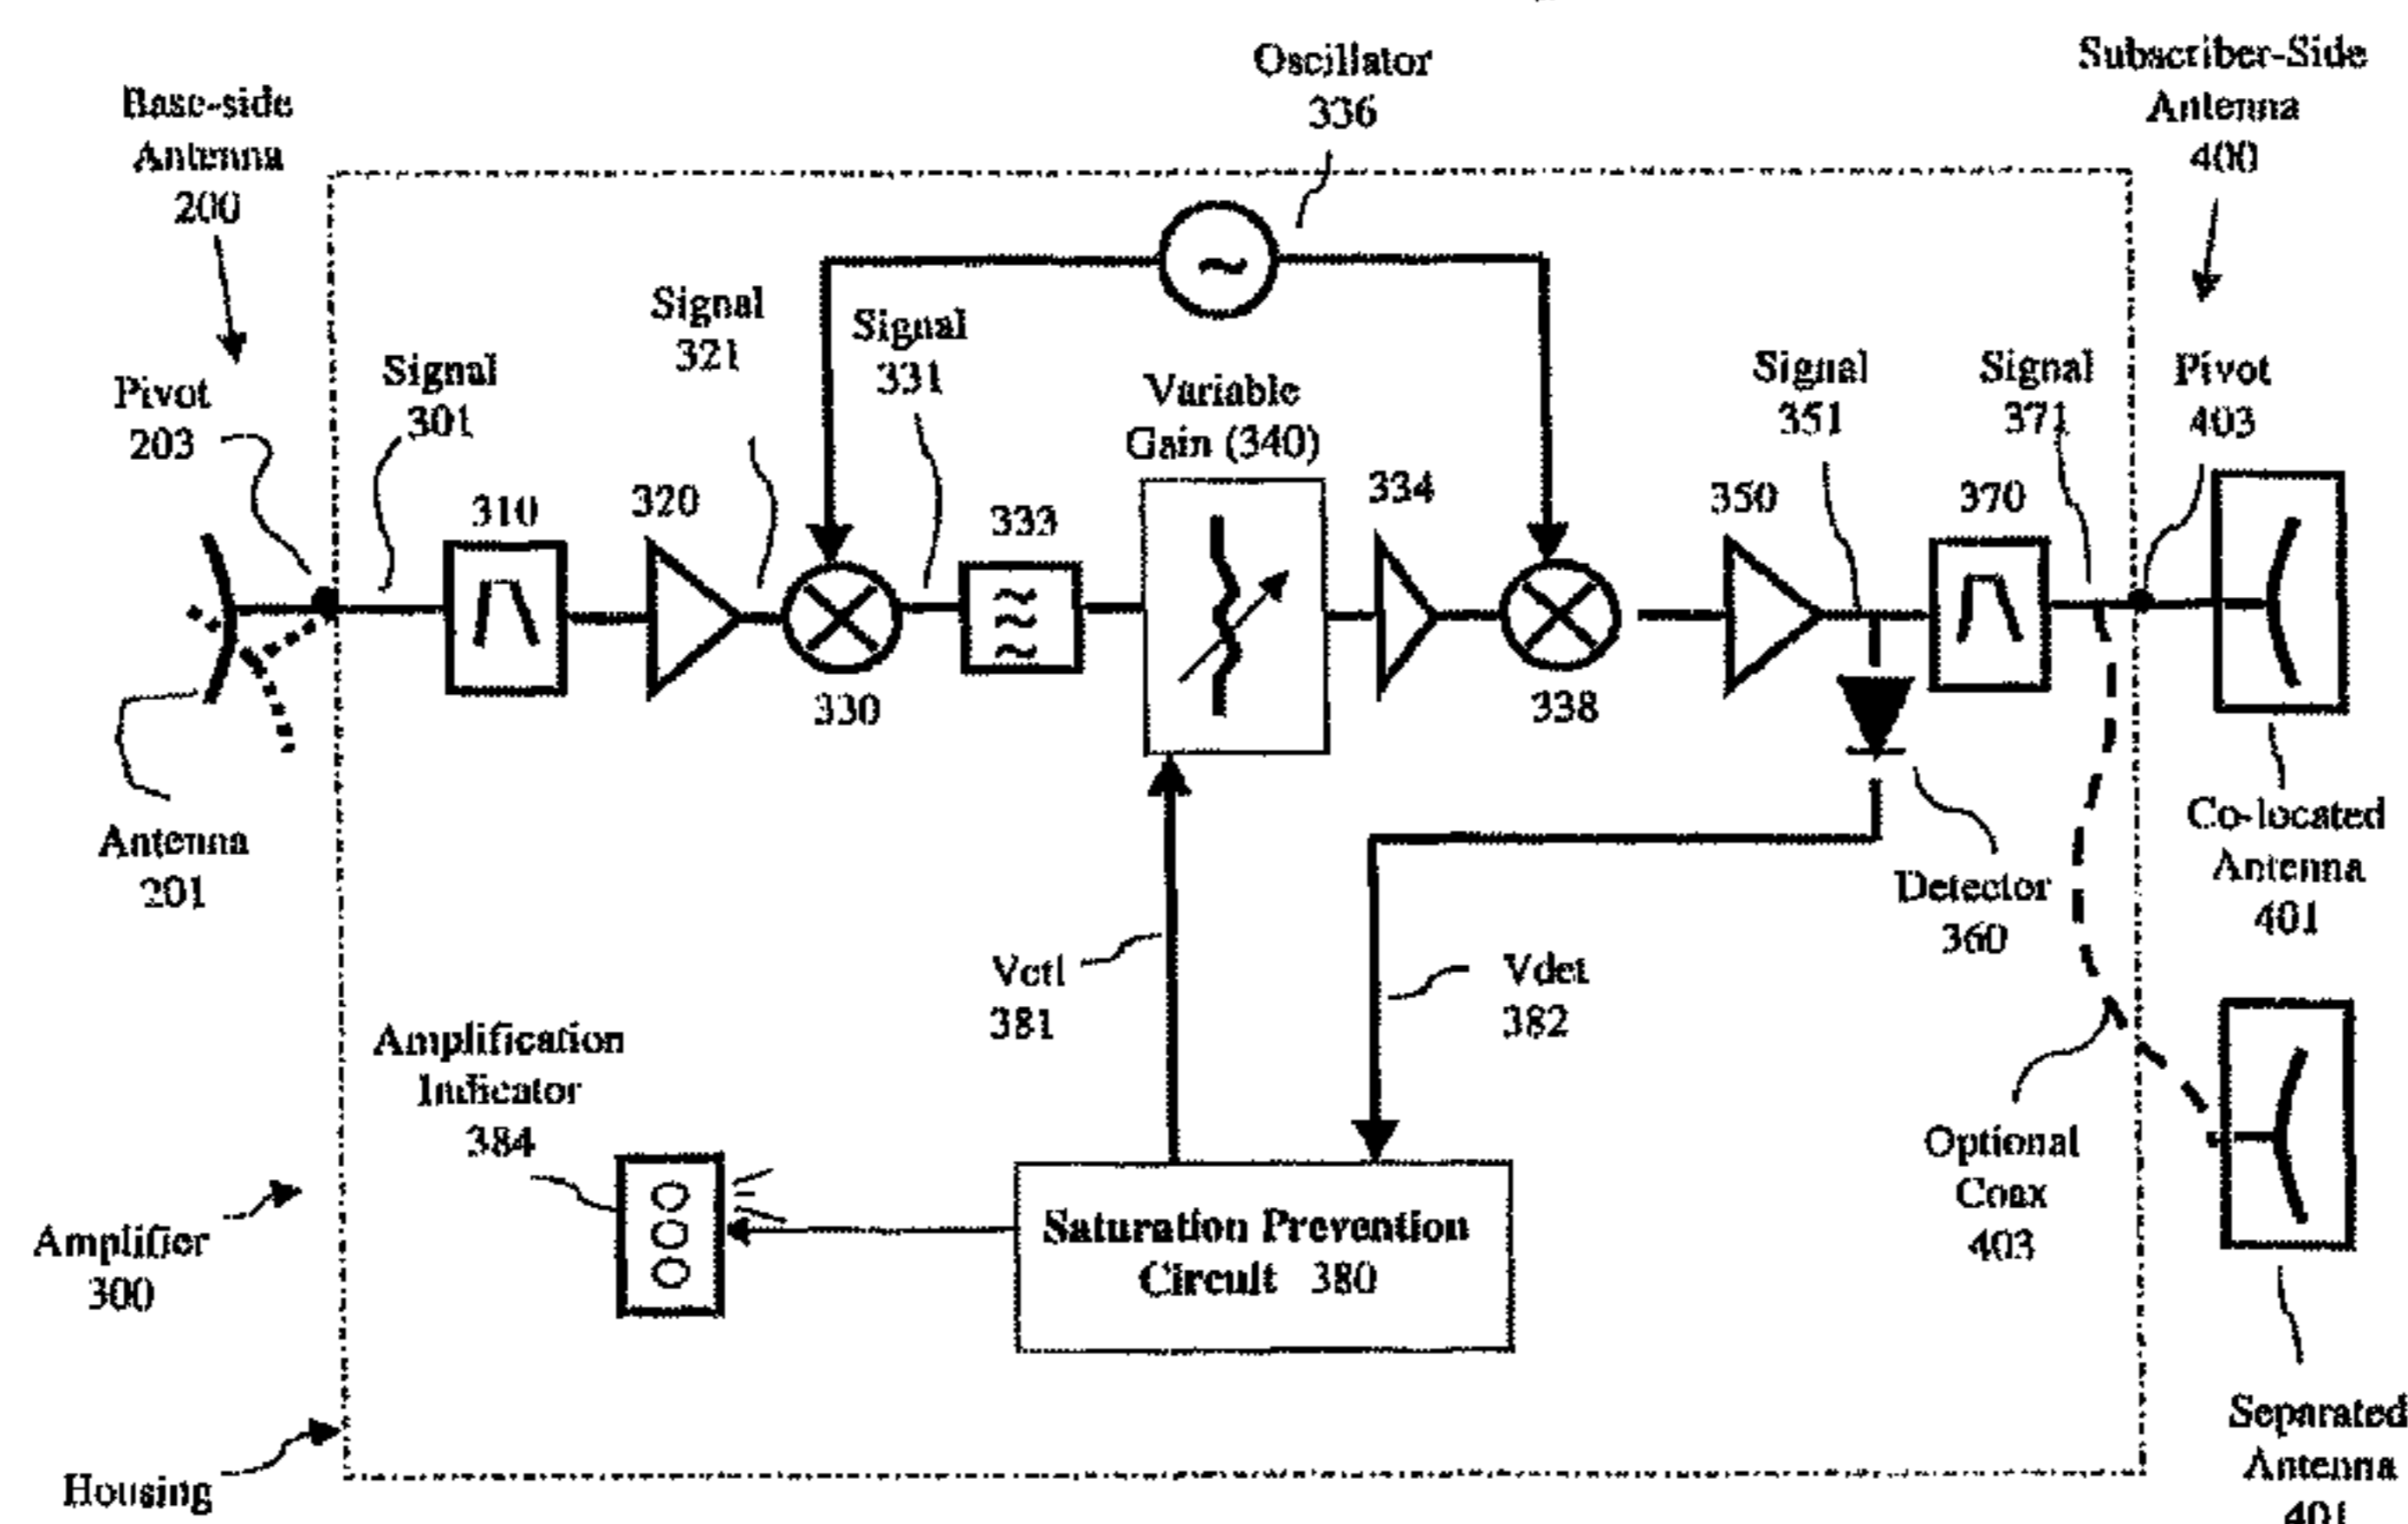 Oscillator
336
Subscriber-Side
Antenna
400
Base-side
Antenna
200
Signal
321
Signal
331
Signal
301
Pivot
203
Variable
Gain (340)
Signal
351
Signal
371
Pivot
403
310
320
333
334
350
370
330
338
Antenna
201
Co-located
Antenna
401
Detector
360
Vctl
381
Vdet
382
Amplification
Indicator
384
Optional
Coax
403
Amplifier
300
Saturation Prevention
Circuit 380
Separated
Antenna
401
Housing